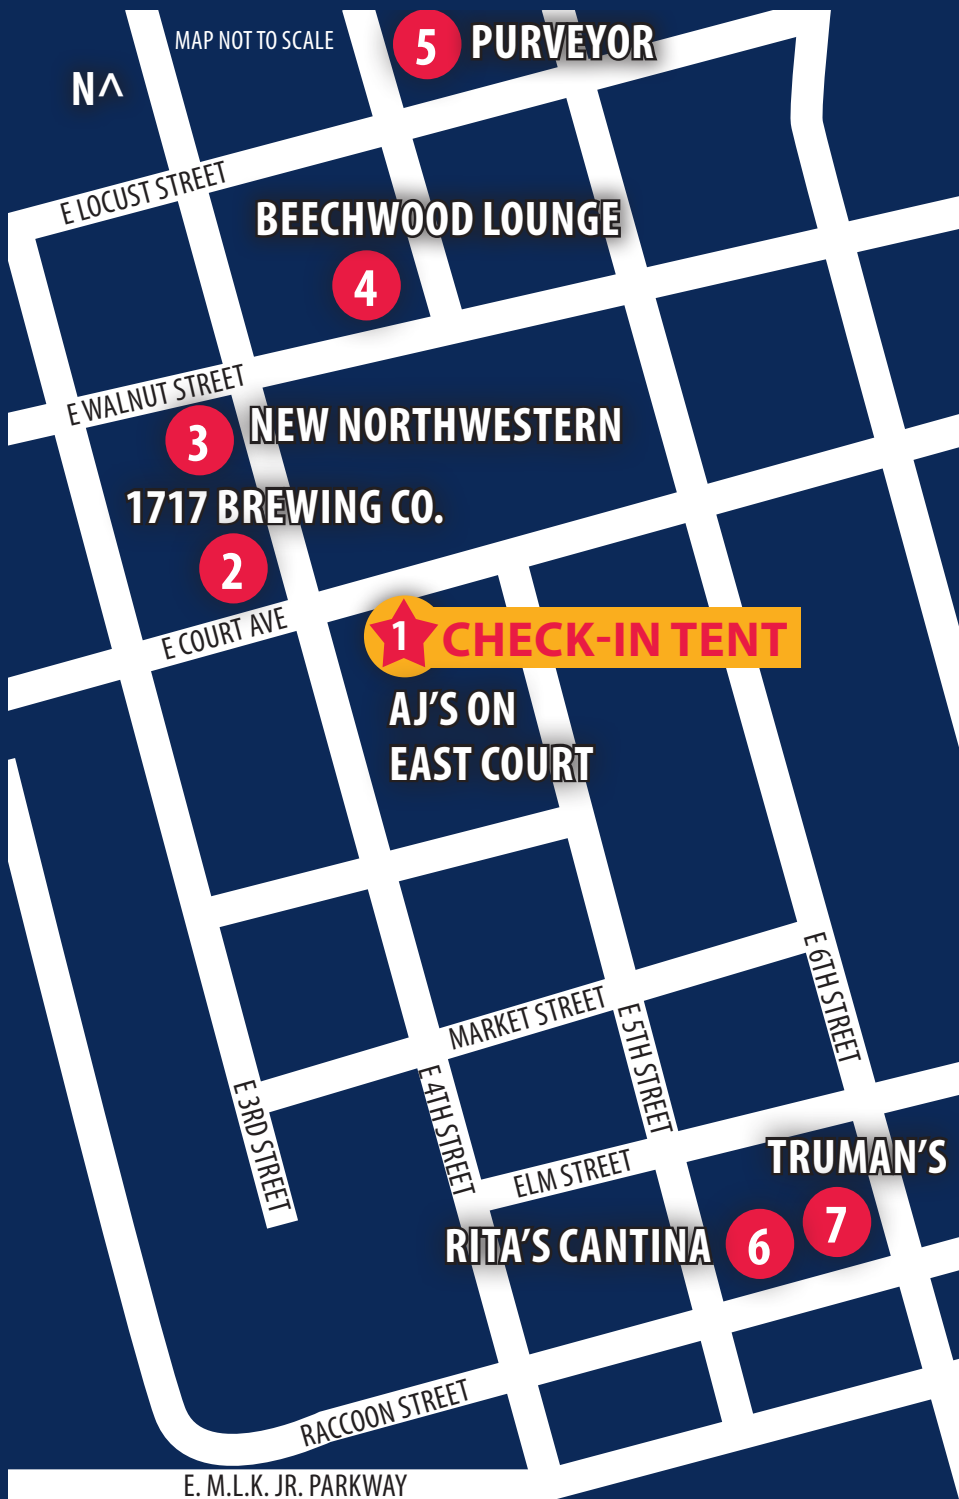 MAP NOT TO SCALE
5 PURVEYOR
N^
E LOCUST STREET
BEECHWOOD LOUNGE
4
E WALNUT STREET
3 NEW NORTHWESTERN
1717 BREWING CO.
2
E COURT AVE
1 CHECK-IN TENT
AJ'S ON
EAST COURT
E 6TH STREET
MARKET STREET
E 5TH STREET
E 4TH STREET
E 3RD STREET
TRUMAN'S
7
ELM STREET
RITA'S CANTINA 6
RACCOON STREET
E. M.L.K. JR. PARKWAY